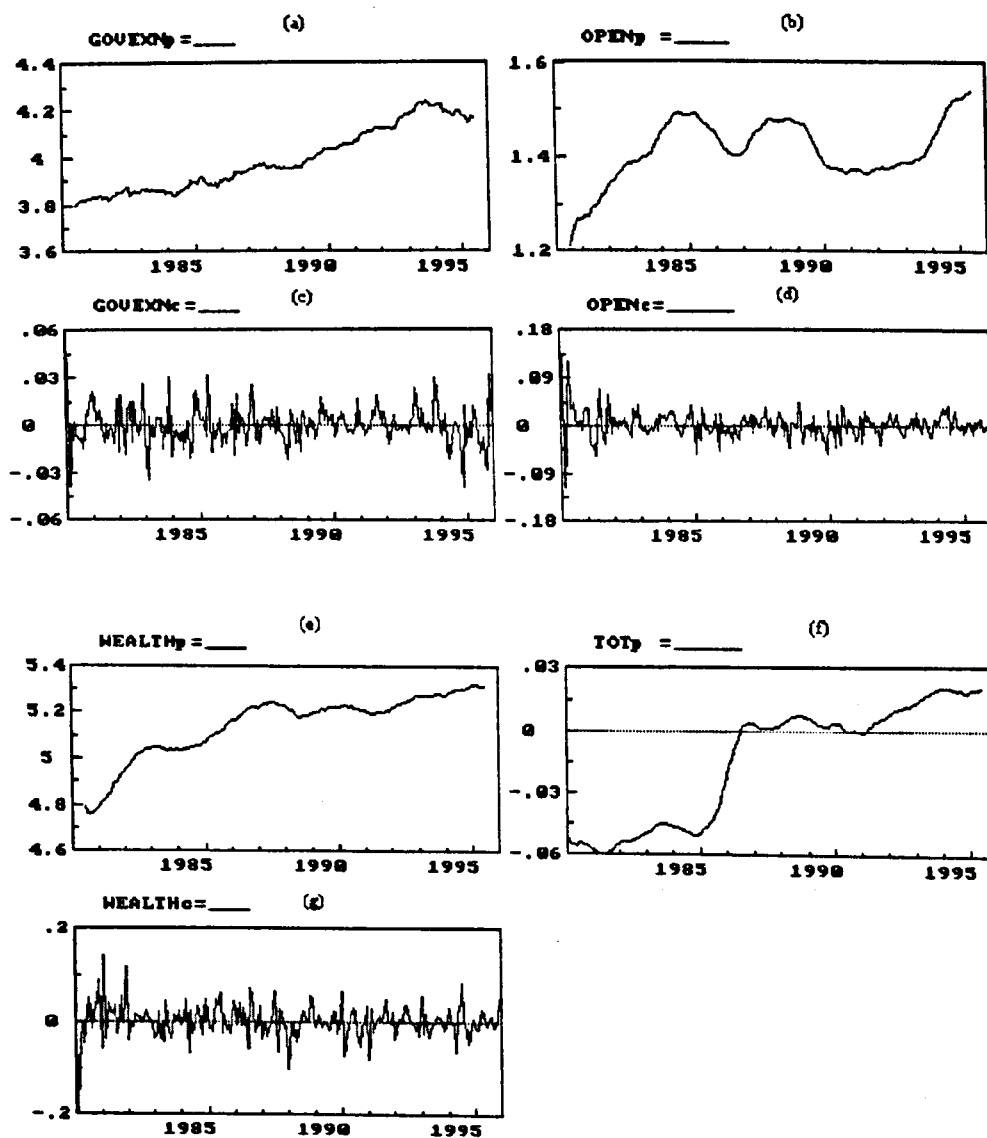 (a) (b)
GOVEXNp = ____ OPENp = _____
4.4 1.6
4.2
4 1.4
3.8
3.6 1.2
1985 1990 1995 1985 1990 1995
GOVEXNc = ____ (c) OPENc = ______ (d)
.06 .18
.03 .09
0 0
-.03 -.09
-.06 -.18
1985 1990 1995 1985 1990 1995
(e) (f)
WEALTHp = ___ TOTp = ______
5.4 .03
5.2 0
5
4.8 -.03
4.6 -.06
1985 1990 1995 1985 1990 1995
WEALTHc = ____ (g)
.2
0
-.2
1985 1990 1995